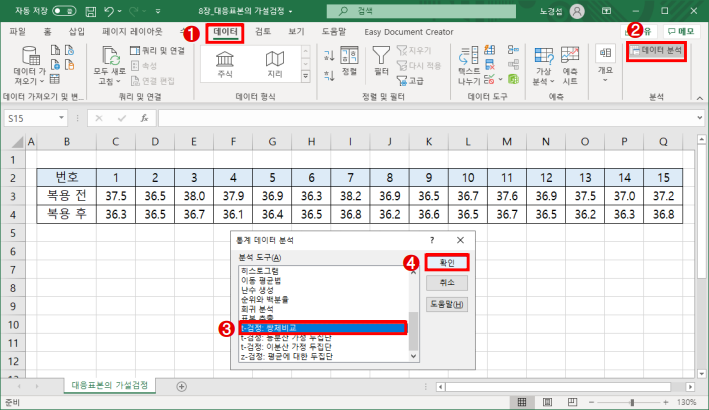 자동 저장 8장_대응표본의 가설검정 검색 노경섭
파일 홈 삽입 페이지 레이아웃 데이터 검토 보기 도움말 Easy Document Creator 공유 메모
1
2
데이터 가져오기
모두 새로 고침
쿼리 및 연결
속성
연결 편집
주식
지리
정렬
필터
지우기
다시 적용
고급
텍스트 나누기
가상 분석
예측 시트
개요
데이터 분석
데이터 가져오기 및 변... 쿼리 및 연결 데이터 형식 정렬 및 필터 데이터 도구 예측 분석
S15 fx
A B C D E F G H I J K L M N O P Q
1
2 번호 1 2 3 4 5 6 7 8 9 10 11 12 13 14 15
3 복용 전 37.5 36.5 38.0 37.9 36.9 36.3 38.2 36.9 36.5 36.7 37.6 36.9 37.5 37.0 37.2
4 복용 후 36.3 36.5 36.7 36.1 36.4 36.5 36.8 36.2 36.6 36.5 36.7 36.5 36.2 36.3 36.8
5
6
7
8
9
10
11
12
13
통계 데이터 분석 ?
분석 도구(A)
히스토그램
이동 평균법
난수 생성
순위와 백분율
회귀 분석
표본 추출
3 t-검정: 쌍체비교
t-검정: 등분산 가정 두집단
t-검정: 이분산 가정 두집단
z-검정: 평균에 대한 두집단
4 확인
취소
도움말(H)
대응표본의 가설검정
준비 130%